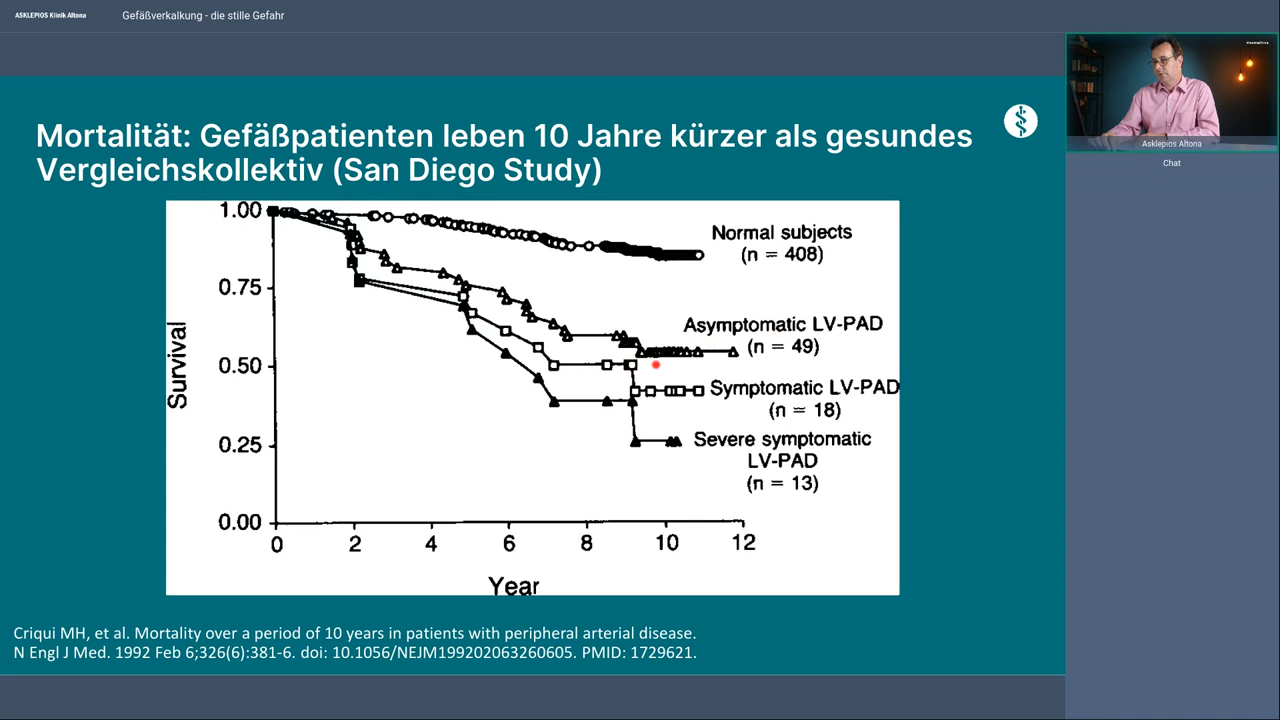 ASKLEPIOS Klinik Altona
Gefäßverkalkung - die stille Gefahr
Mortalität: Gefäßpatienten leben 10 Jahre kürzer als gesundes
Vergleichskollektiv (San Diego Study)
1.00
0.75
0.50
0.25
0.00
Survival
0 2 4 6 8 10 12
Year
Normal subjects
(n = 408)
Asymptomatic LV-PAD
(n = 49)
Symptomatic LV-PAD
(n = 18)
Severe symptomatic
LV-PAD
(n = 13)
Criqui MH, et al. Mortality over a period of 10 years in patients with peripheral arterial disease.
N Engl J Med. 1992 Feb 6;326(6):381-6. doi: 10.1056/NEJM199202063260605. PMID: 1729621.
Asklepios Altona
Chat